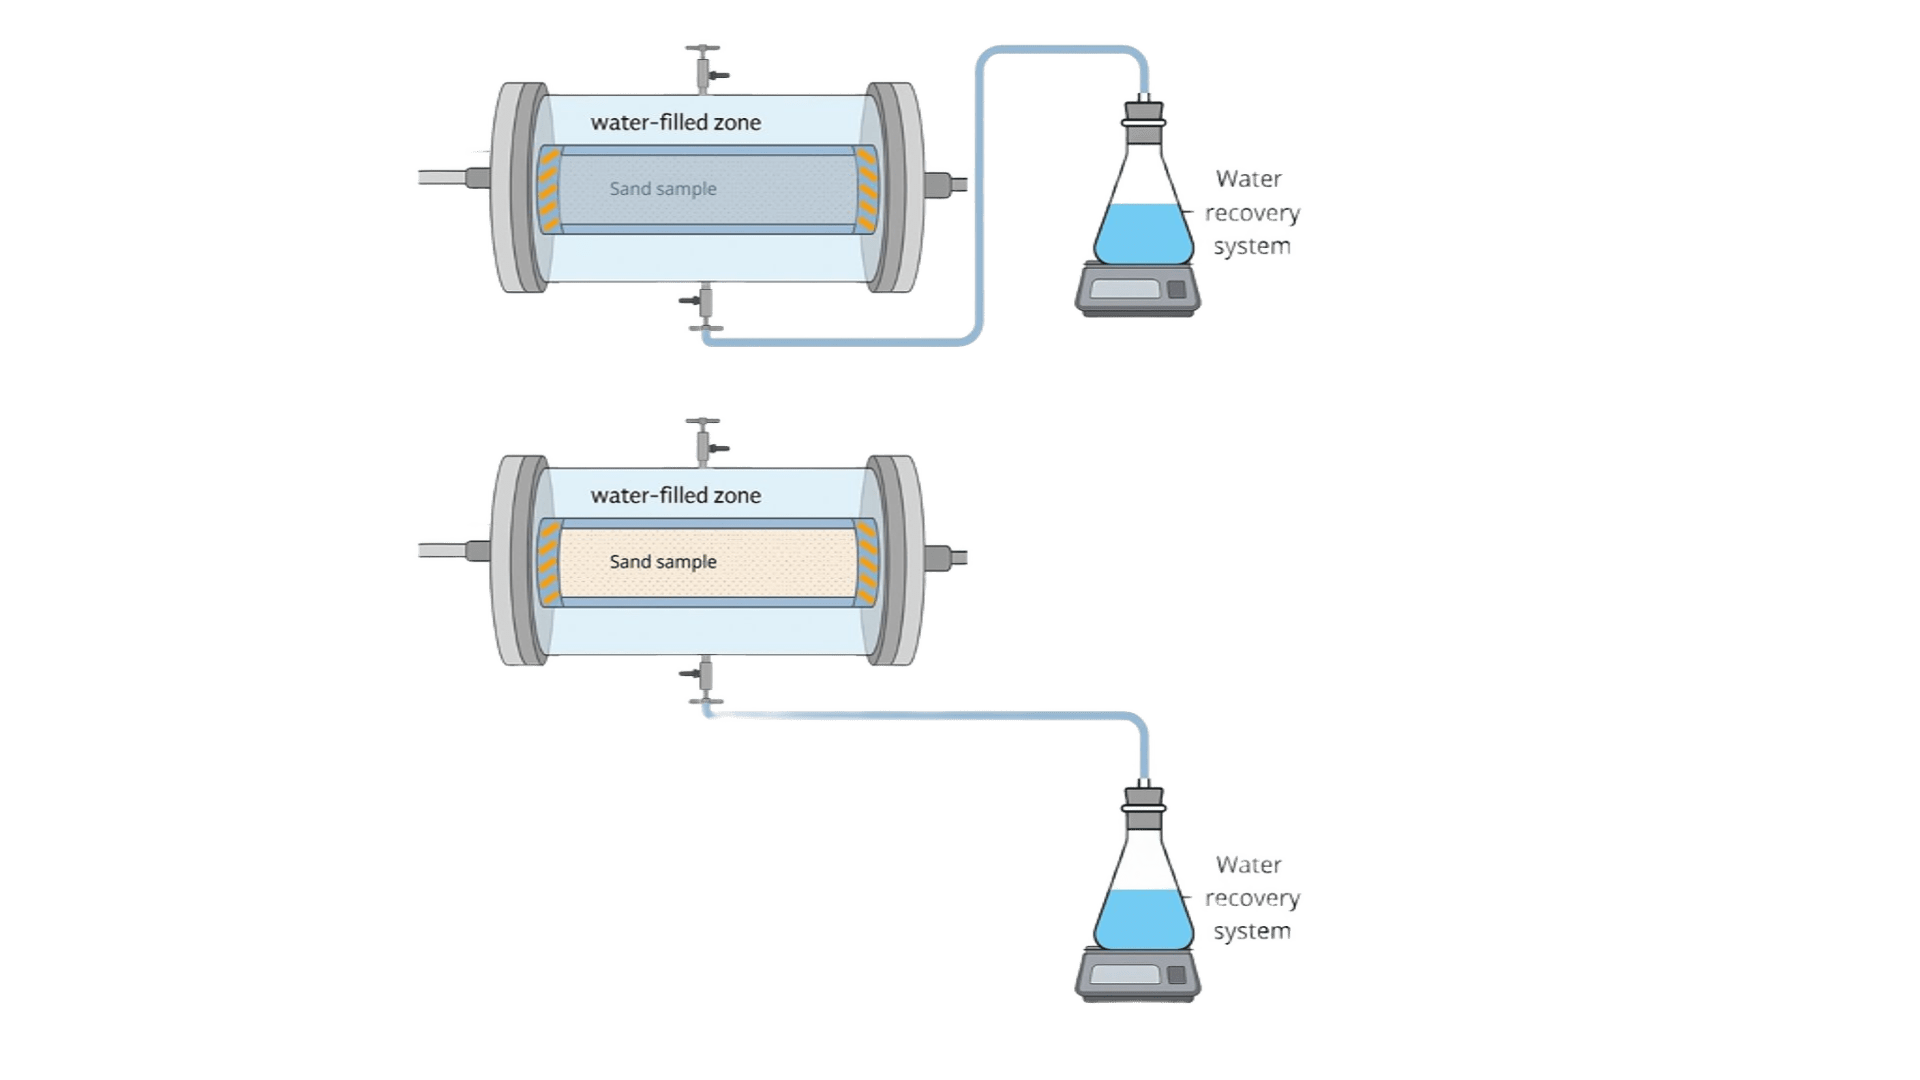 water-filled zone
Sand sample
Water
recovery
system
water-filled zone
Sand sample
Water
recovery
system